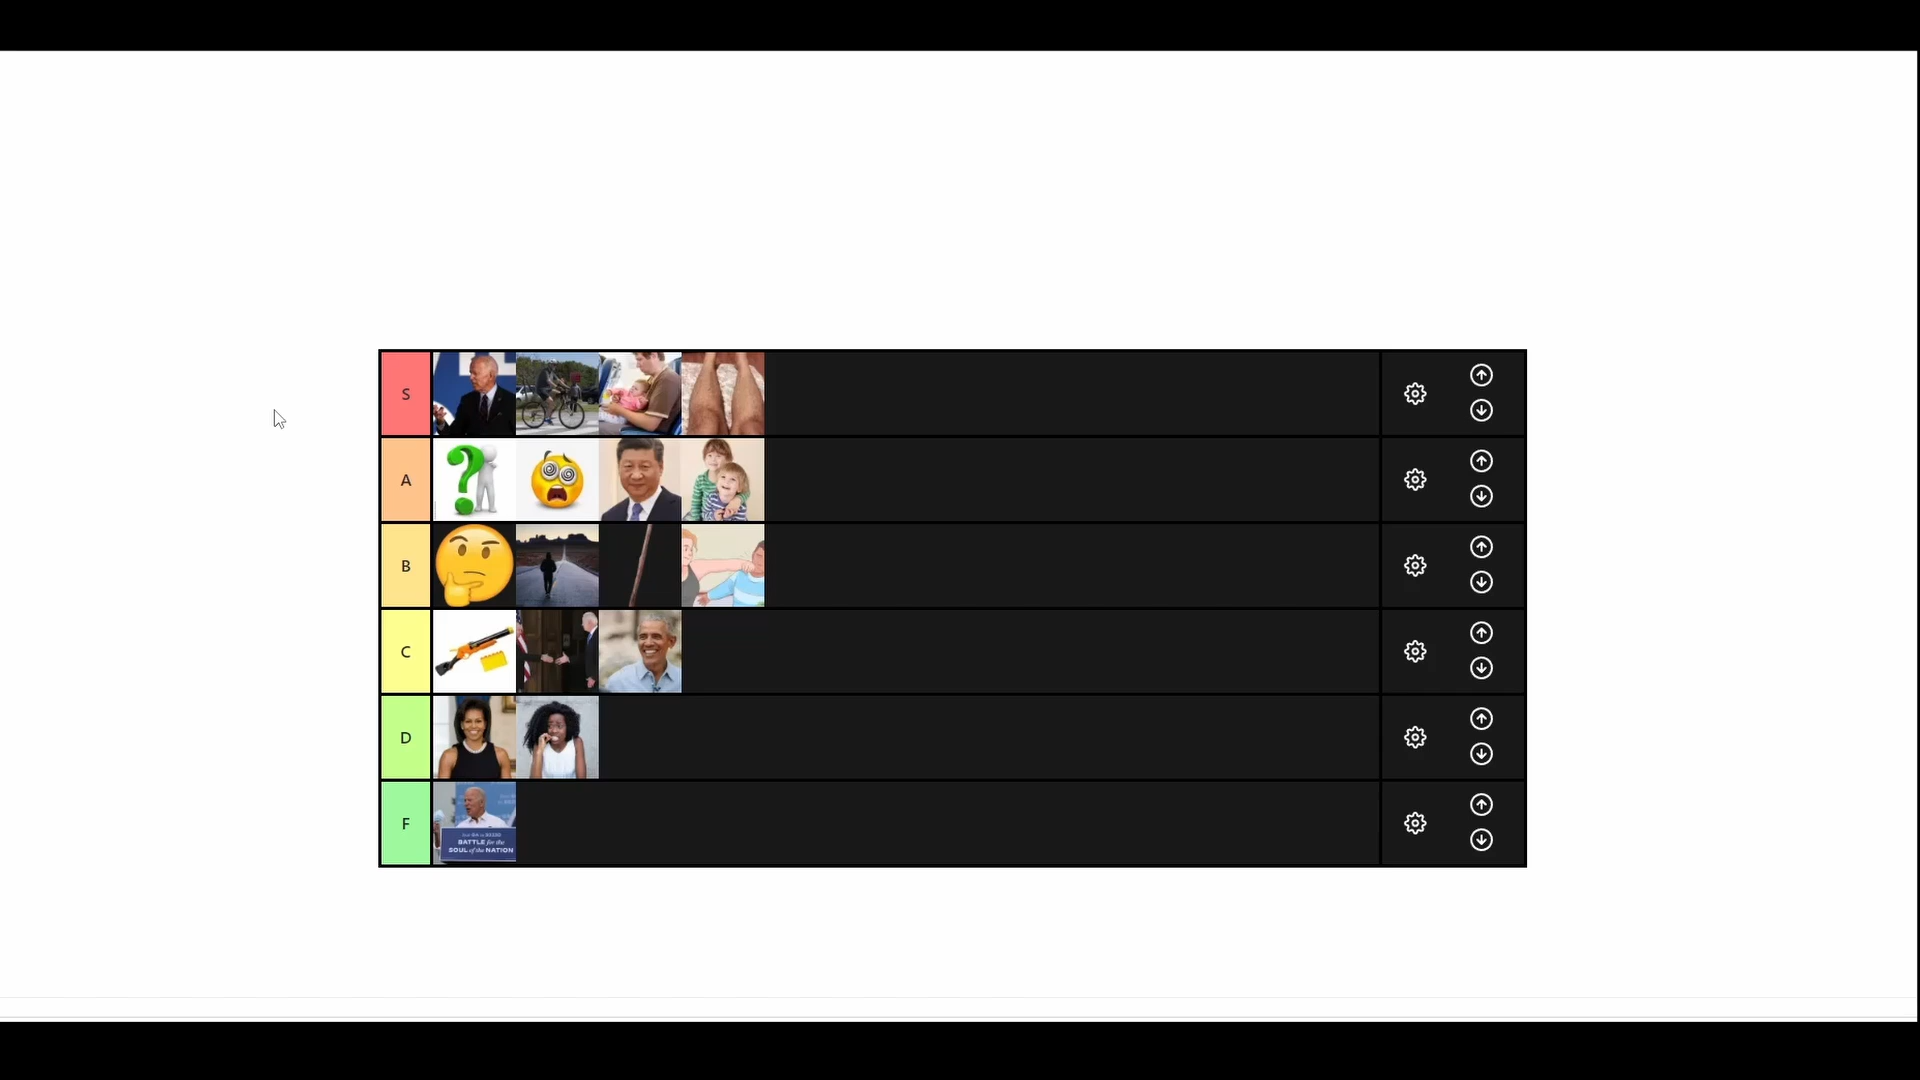 S
A
B
C
D
F
BATTLE for the
SOUL of the NATION